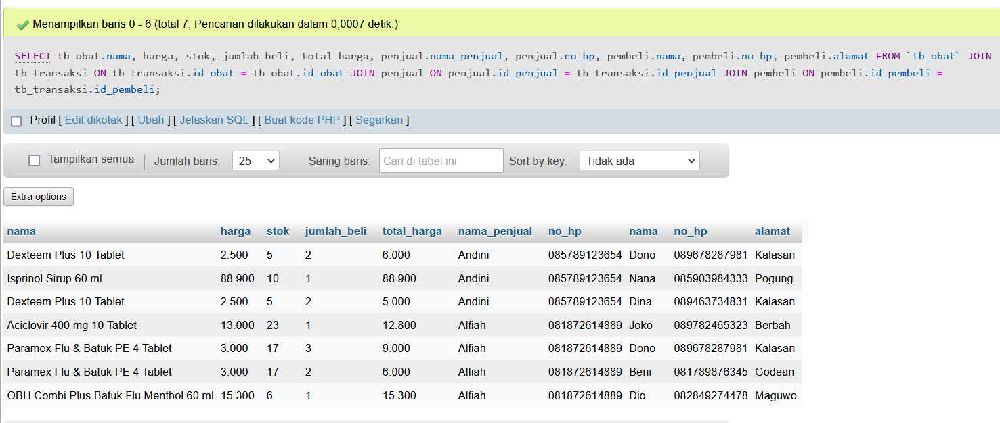 Menampilkan baris 0 - 6 (total 7, Pencarian dilakukan dalam 0,0007 detik.)
SELECT tb_obat.nama, harga, stok, jumlah_beli, total_harga, penjual.nama_penjual, penjual.no_hp, pembeli.nama, pembeli.no_hp, pembeli.alamat FROM `tb_obat` JOIN
tb_transaksi ON tb_transaksi.id_obat = tb_obat.id_obat JOIN penjual ON penjual.id_penjual = tb_transaksi.id_penjual JOIN pembeli ON pembeli.id_pembeli =
tb_transaksi.id_pembeli;
Profil [ Edit dikotak ] [ Ubah ] [ Jelaskan SQL ] [ Buat kode PHP ] [ Segarkan ]
Tampilkan semua | Jumlah baris: 25 Saring baris: Cari di tabel ini Sort by key: Tidak ada
Extra options
nama harga stok jumlah_beli total_harga nama_penjual no_hp nama no_hp alamat
Dexteem Plus 10 Tablet 2.500 5 2 6.000 Andini 085789123654 Dono 089678287981 Kalasan
Isprinol Sirup 60 ml 88.900 10 1 88.900 Andini 085789123654 Nana 085903984333 Pogung
Dexteem Plus 10 Tablet 2.500 5 2 5.000 Andini 085789123654 Dina 089463734831 Kalasan
Aciclovir 400 mg 10 Tablet 13.000 23 1 12.800 Alfiah 081872614889 Joko 089782465323 Berbah
Paramex Flu & Batuk PE 4 Tablet 3.000 17 3 9.000 Alfiah 081872614889 Dono 089678287981 Kalasan
Paramex Flu & Batuk PE 4 Tablet 3.000 17 2 6.000 Alfiah 081872614889 Beni 081789876345 Godean
OBH Combi Plus Batuk Flu Menthol 60 ml 15.300 6 1 15.300 Alfiah 081872614889 Dio 082849274478 Maguwo